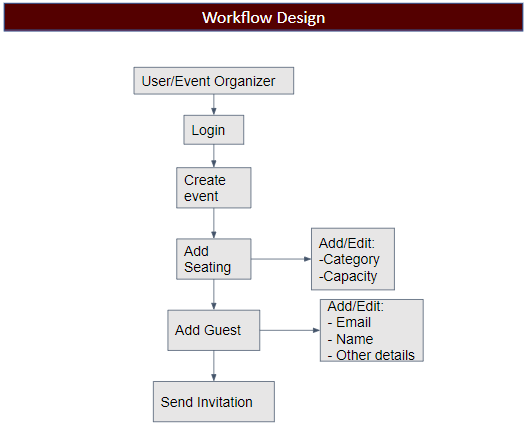 Workflow Design
User/Event Organizer
Login
Create
event
Add
Seating
Add/Edit:
-Category
-Capacity
Add Guest
Add/Edit:
- Email
- Name
- Other details
Send Invitation